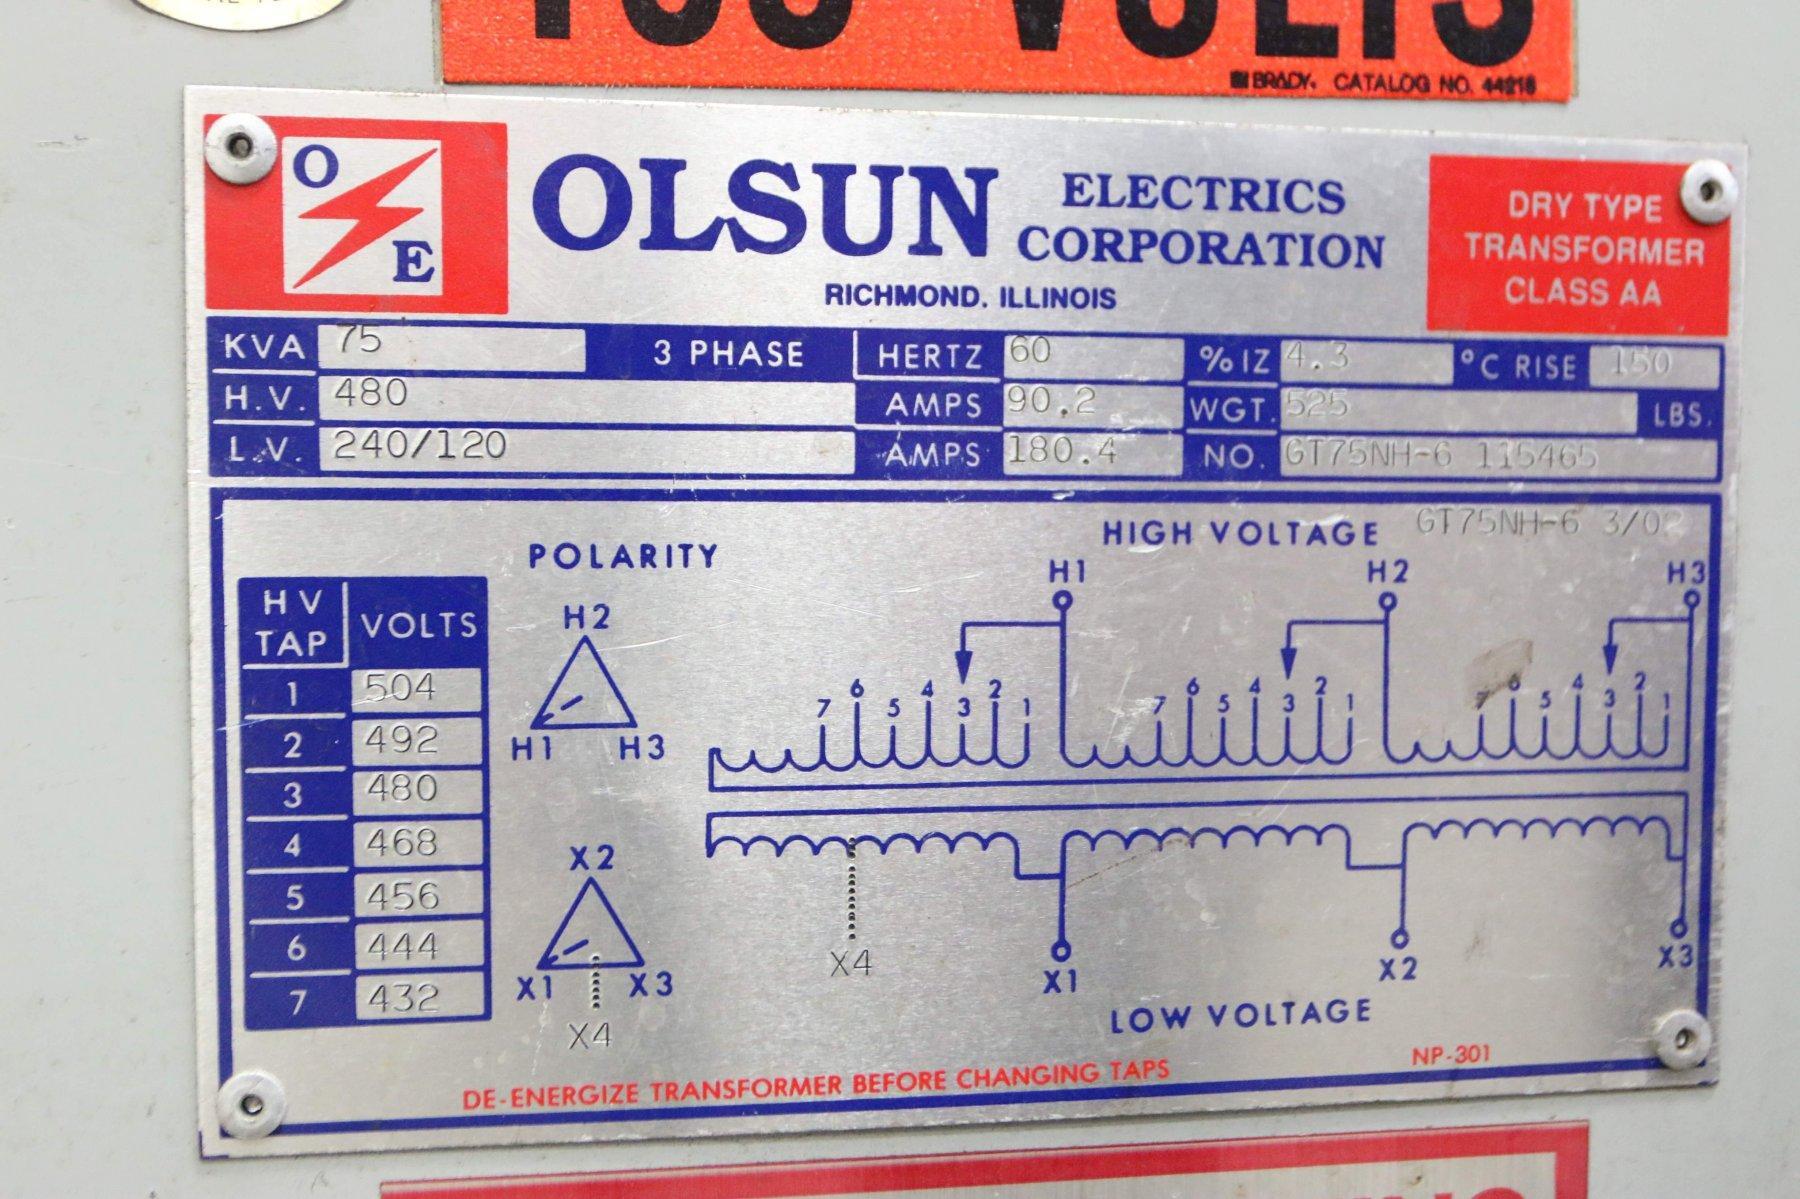 VOLTS
BRADY. CATALOG NO. 44218
O
E
OLSUN ELECTRICS CORPORATION
RICHMOND, ILLINOIS
DRY TYPE
TRANSFORMER
CLASS AA
KVA 75 3 PHASE HERTZ 60 %IZ 4.3 °C RISE 150
H.V. 480 AMPS 90.2 WGT. 525 LBS.
L.V. 240/120 AMPS 180.4 NO. GT75NH-6 115465
HIGH VOLTAGE GT75NH-6
POLARITY
H1 H2 H3
HV TAP VOLTS
1 504
2 492
3 480
4 468
5 456
6 444
7 432
H2
H1 H3
7 6 5 4 3 2 1 7 6 5 4 3 2 1 7 6 5 4 3 2 1
X2
X1 X3
X4
X4 X1 X2 X3
LOW VOLTAGE
NP-301
DE-ENERGIZE TRANSFORMER BEFORE CHANGING TAPS